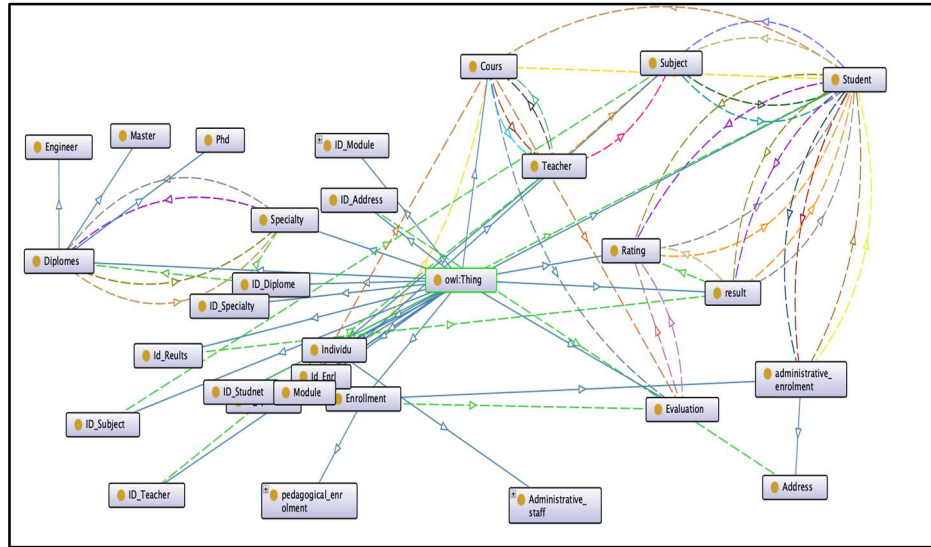 Cours
Subject
Student
Engineer
Master
Phd
ID_Module
Teacher
ID_Address
Specialty
Diplomes
Rating
owl:Thing
ID_Diplome
result
ID_Specialty
Id_Reults
Individu
Id_Enrl
administrative_
enrolment
ID_Studnet
Module
Enrollment
Evaluation
ID_Subject
ID_Teacher
pedagogical_enr
olment
Administrative_
staff
Address